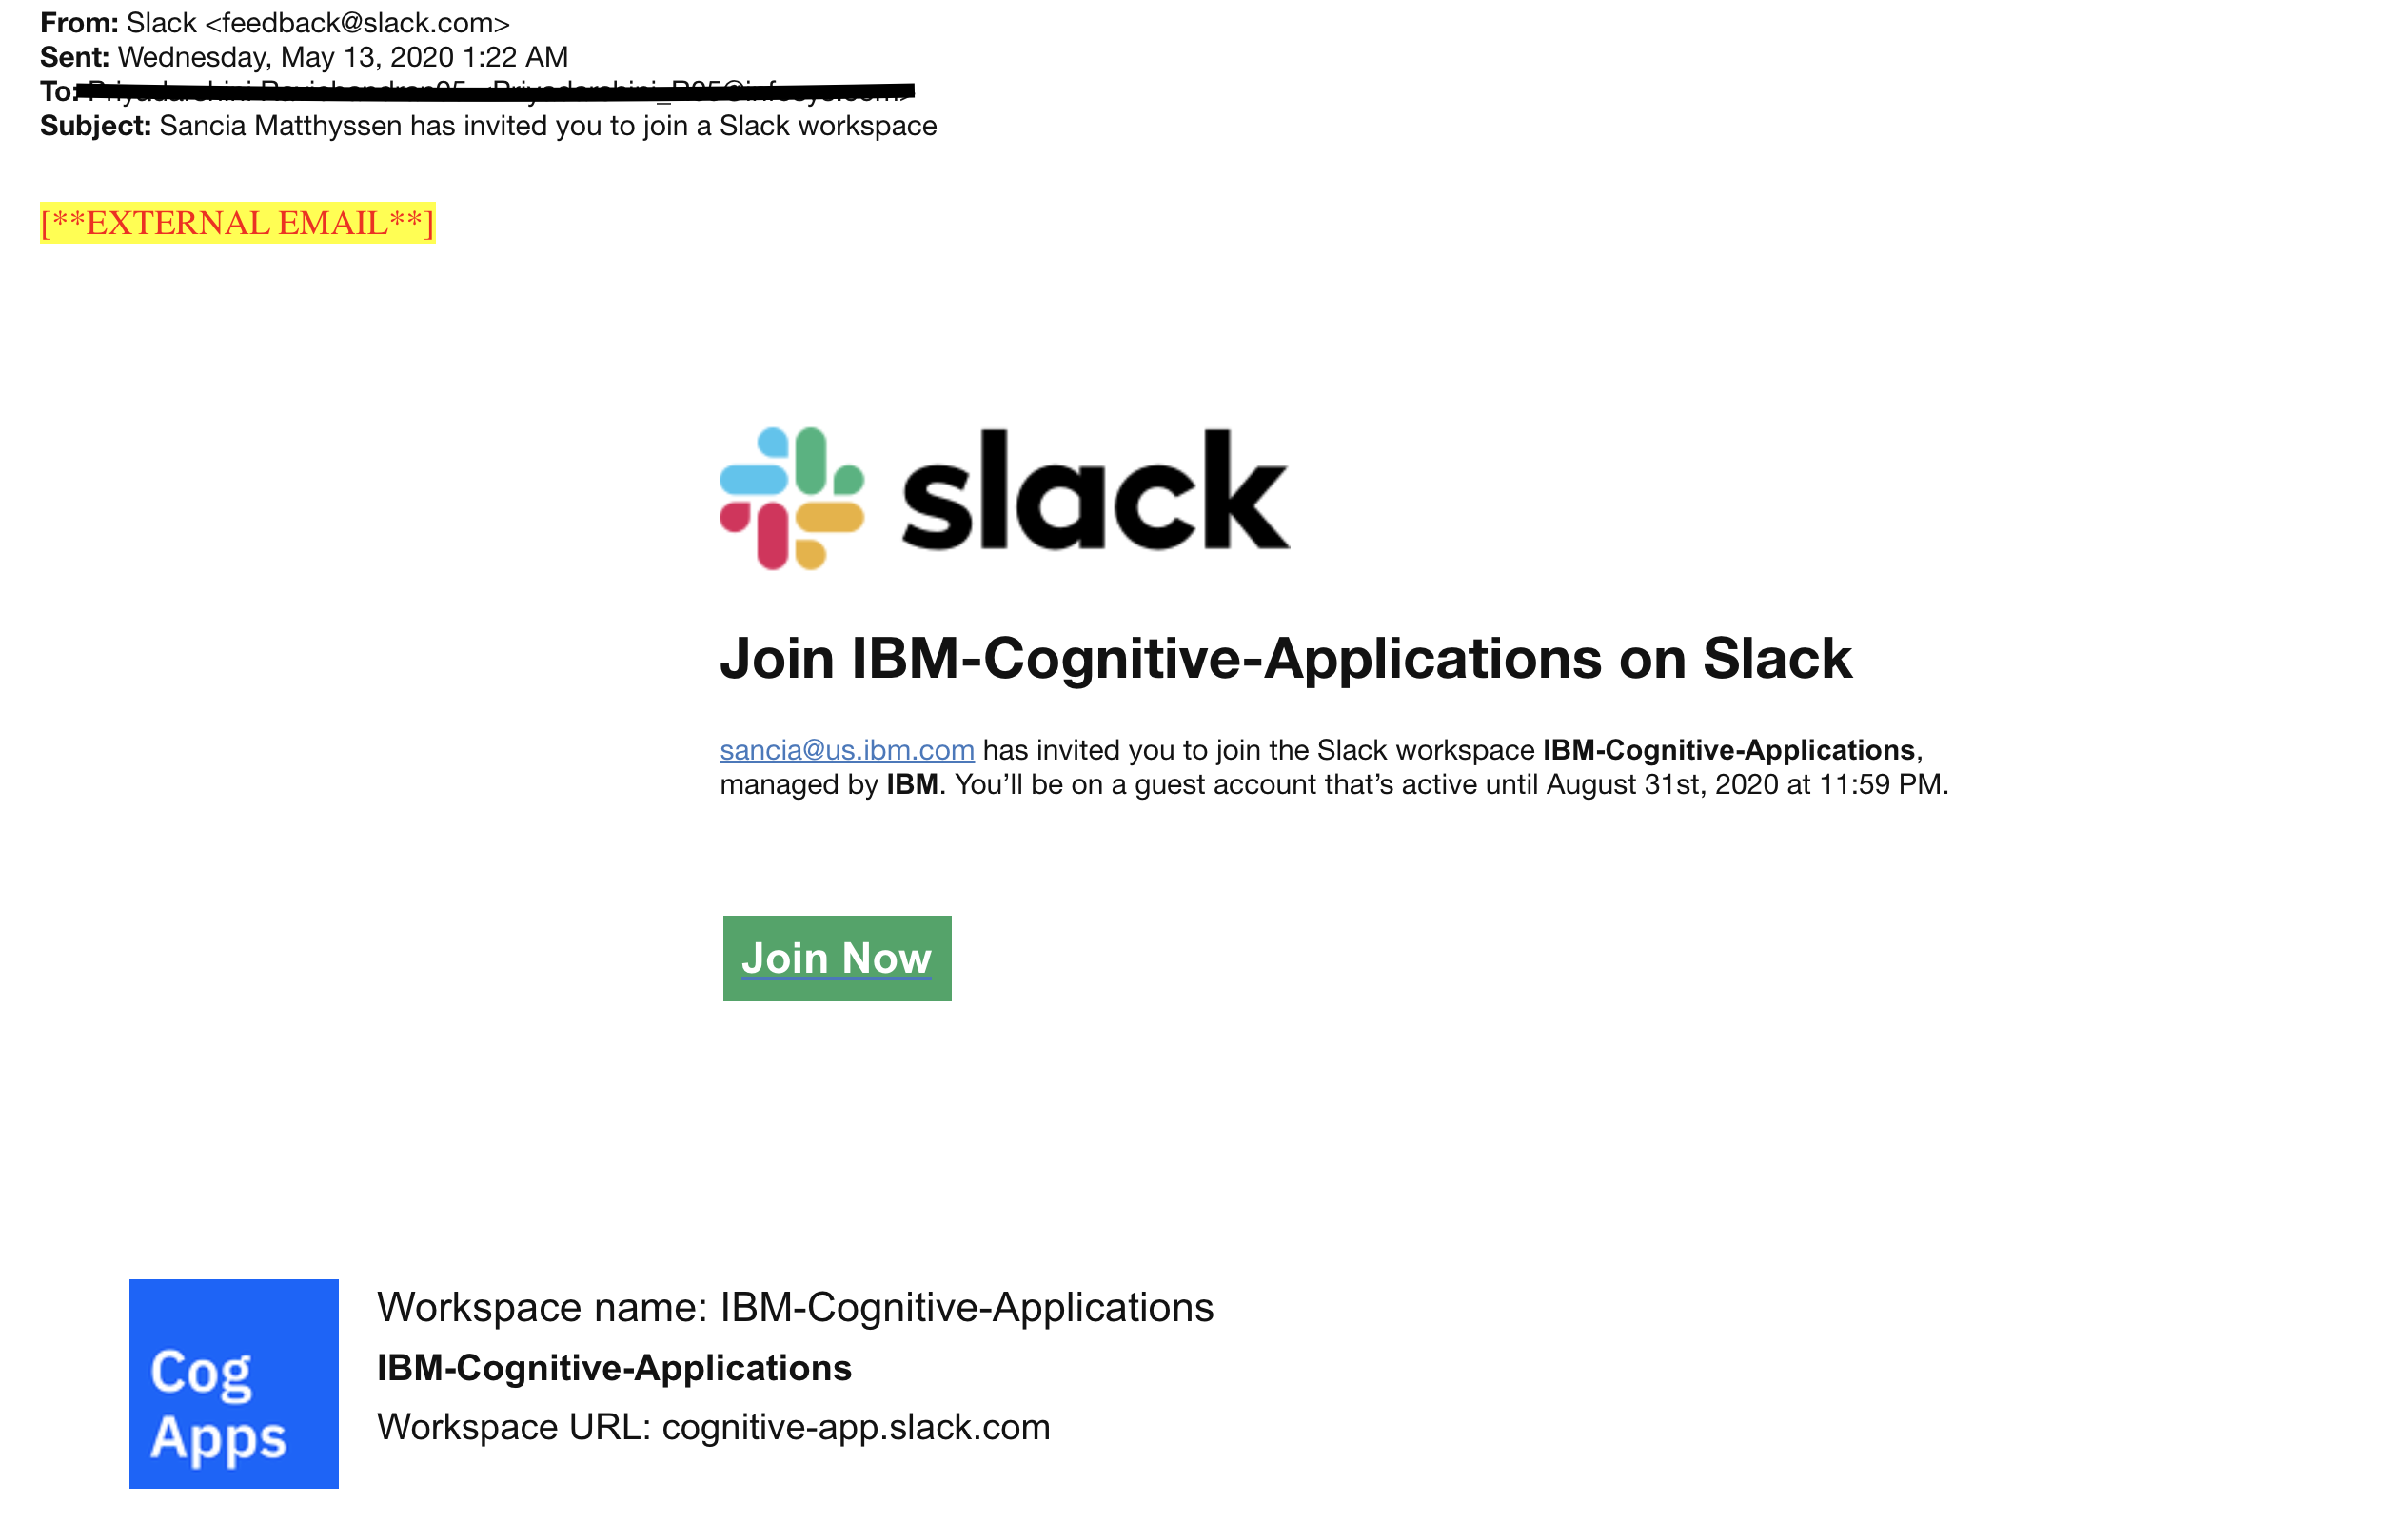 From: Slack <feedback@slack.com>
Sent: Wednesday, May 13, 2020 1:22 AM
To:
Subject: Sancia Matthyssen has invited you to join a Slack workspace
[**EXTERNAL EMAIL**]
slack
Join IBM-Cognitive-Applications on Slack
sancia@us.ibm.com has invited you to join the Slack workspace IBM-Cognitive-Applications,
managed by IBM. You’ll be on a guest account that’s active until August 31st, 2020 at 11:59 PM.
Join Now
Cog
Apps
Workspace name: IBM-Cognitive-Applications
IBM-Cognitive-Applications
Workspace URL: cognitive-app.slack.com